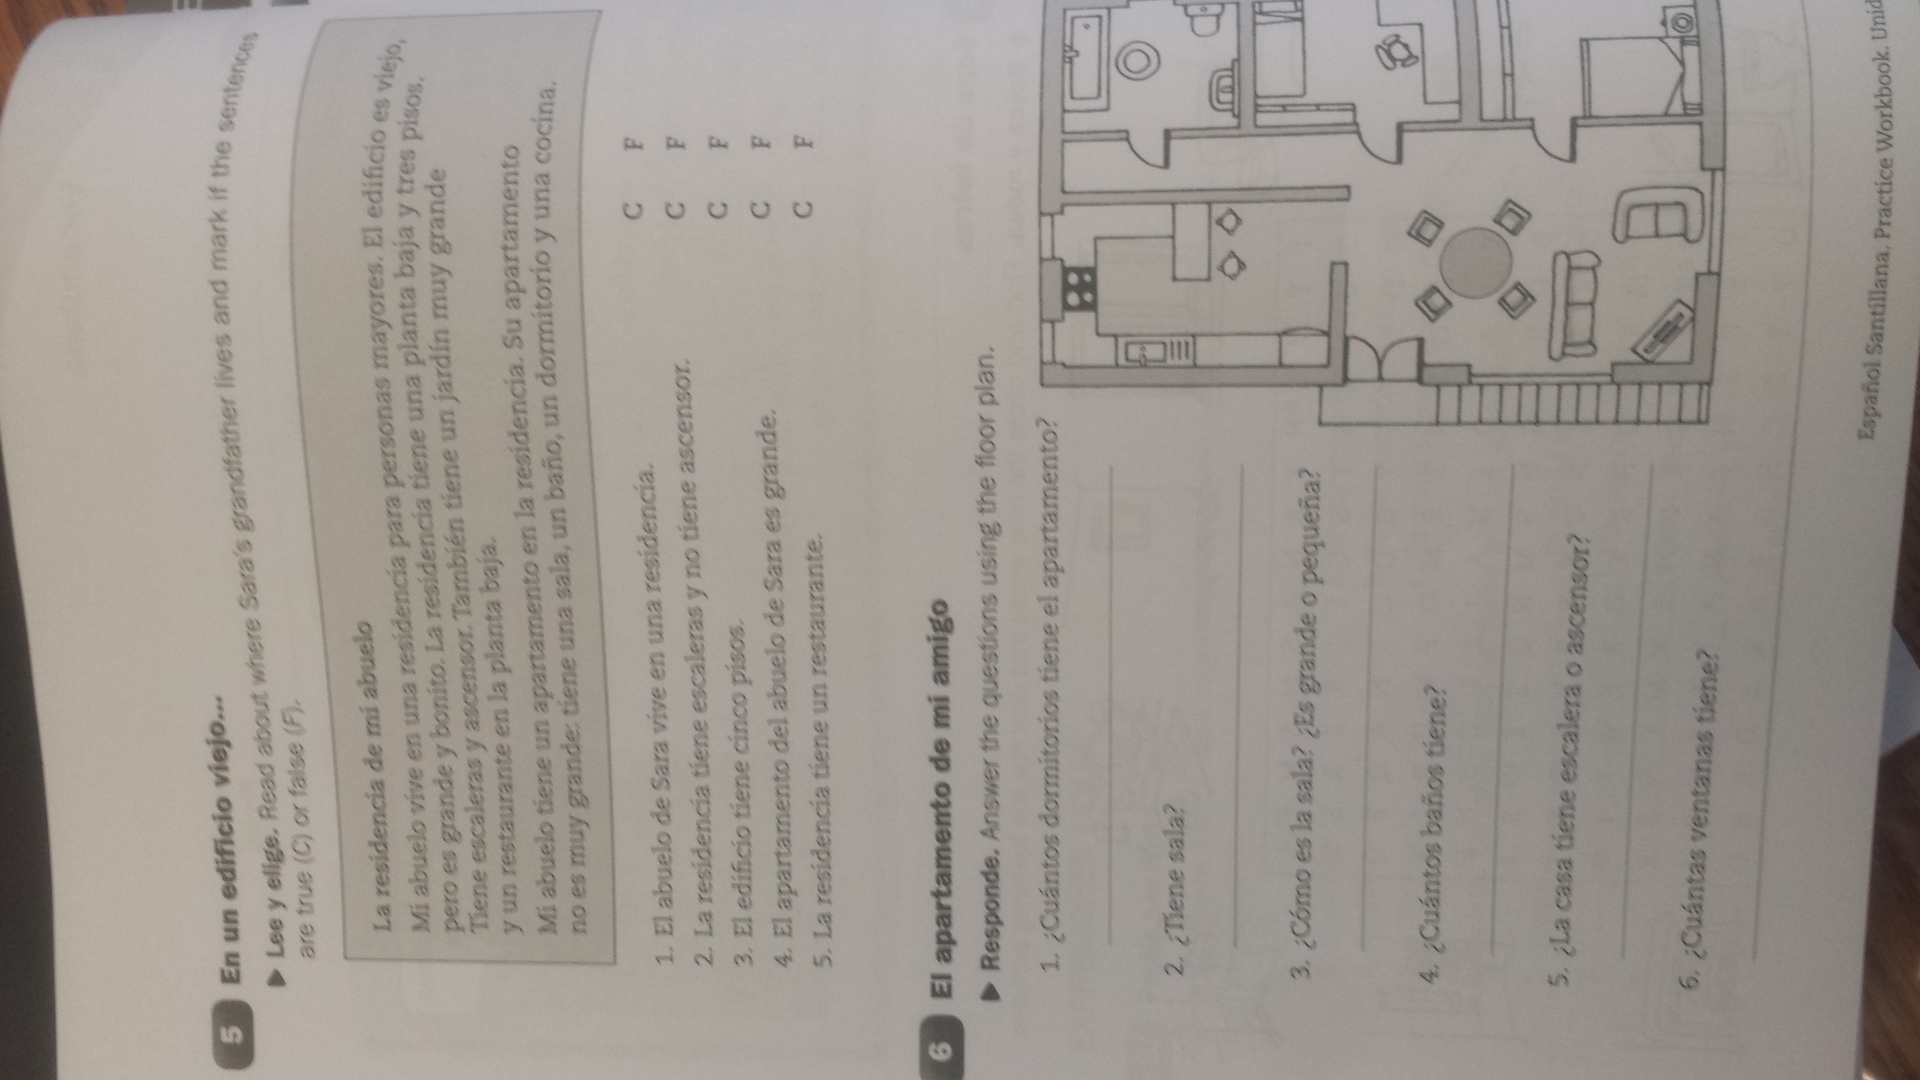 5 En un edificio viejo...
▶ Lee y elige. Read about where Sara's grandfather lives and mark if the sentences
are true (C) or false (F).
La residencia de mi abuelo
Mi abuelo vive en una residencia para personas mayores. El edificio es viejo,
pero es grande y bonito. La residencia tiene una planta baja y tres pisos.
Tiene escaleras y ascensor. También tiene un jardín muy grande
y un restaurante en la planta baja.
Mi abuelo tiene un apartamento en la residencia. Su apartamento
no es muy grande: tiene una sala, un baño, un dormitorio y una cocina.
1. El abuelo de Sara vive en una residencia. C F
2. La residencia tiene escaleras y no tiene ascensor. C F
3. El edificio tiene cinco pisos. C F
4. El apartamento del abuelo de Sara es grande. C F
5. La residencia tiene un restaurante. C F
6 El apartamento de mi amigo
▶ Responde. Answer the questions using the floor plan.
1. ¿Cuántos dormitorios tiene el apartamento?
2. ¿Tiene sala?
3. ¿Cómo es la sala? ¿Es grande o pequeña?
4. ¿Cuántos baños tiene?
5. ¿La casa tiene escalera o ascensor?
6. ¿Cuántas ventanas tiene?
Español Santillana. Practice Workbook. Unid